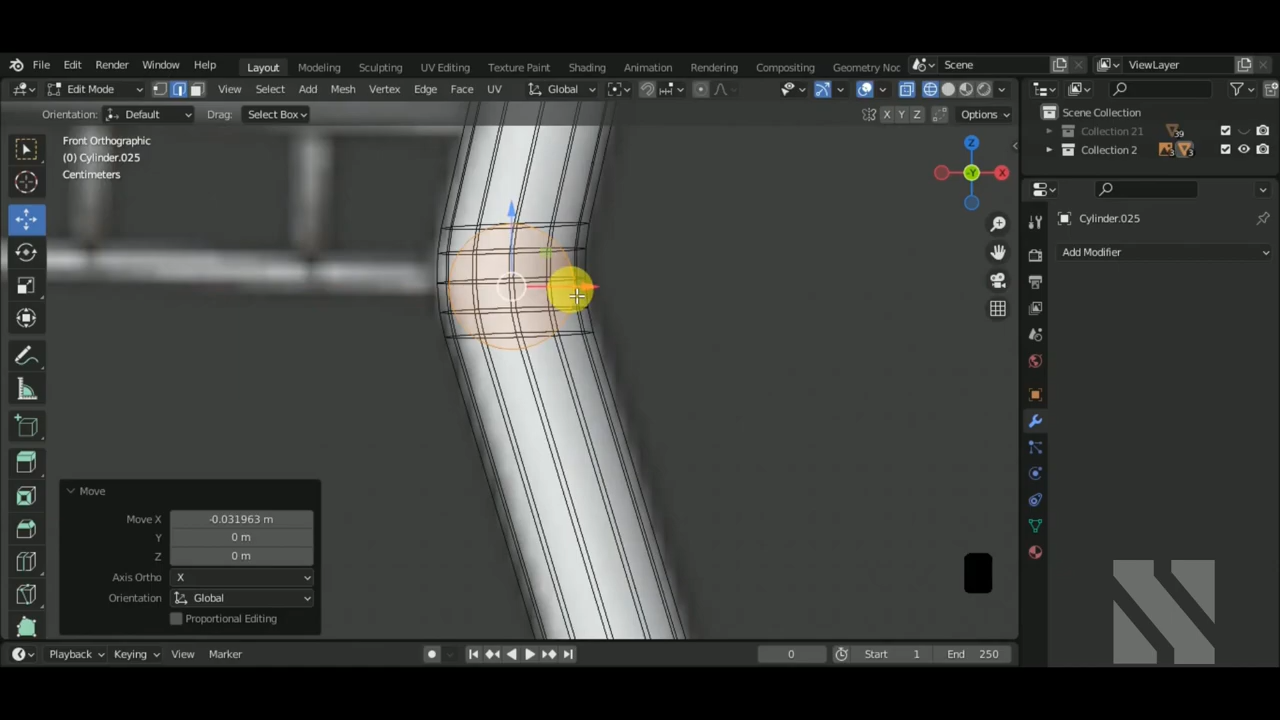 File Edit Render Window Help Layout Modeling Sculpting UV Editing Texture Paint Shading Animation Rendering Compositing Geometry Noc Scene ViewLayer
Edit Mode View Select Add Mesh Vertex Edge Face UV Global
Orientation: Default Drag: Select Box X Y Z Options
Scene Collection
Collection 21 39
Collection 2 3 3
Front Orthographic
(0) Cylinder.025
Centimeters
Z
-Y X
Cylinder.025
Add Modifier
Move
Move X -0.031963 m
Y 0 m
Z 0 m
Axis Ortho X
Orientation Global
Proportional Editing
Playback Keying View Marker 0 Start 1 End 250